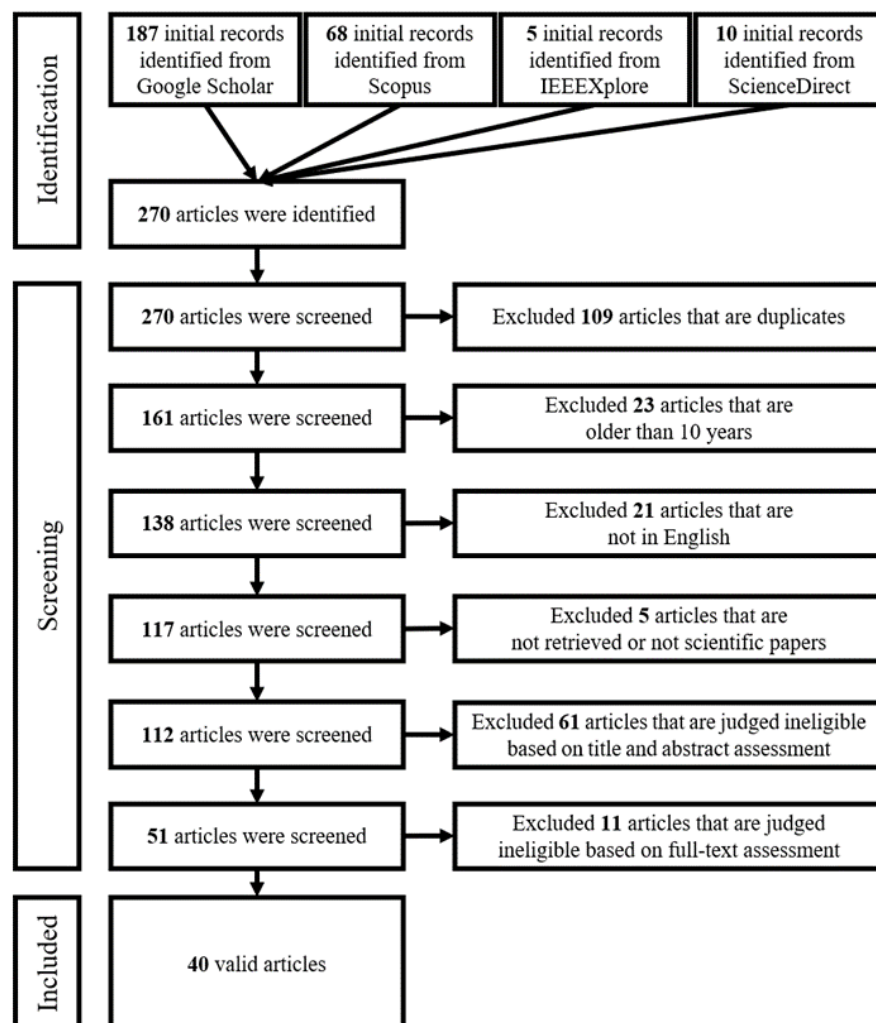 Identification
187 initial records
identified from
Google Scholar
68 initial records
identified from
Scopus
5 initial records
identified from
IEEEXplore
10 initial records
identified from
ScienceDirect
270 articles were identified
Screening
270 articles were screened
Excluded 109 articles that are duplicates
161 articles were screened
Excluded 23 articles that are
older than 10 years
138 articles were screened
Excluded 21 articles that are
not in English
117 articles were screened
Excluded 5 articles that are
not retrieved or not scientific papers
112 articles were screened
Excluded 61 articles that are judged ineligible
based on title and abstract assessment
51 articles were screened
Excluded 11 articles that are judged
ineligible based on full-text assessment
Included
40 valid articles